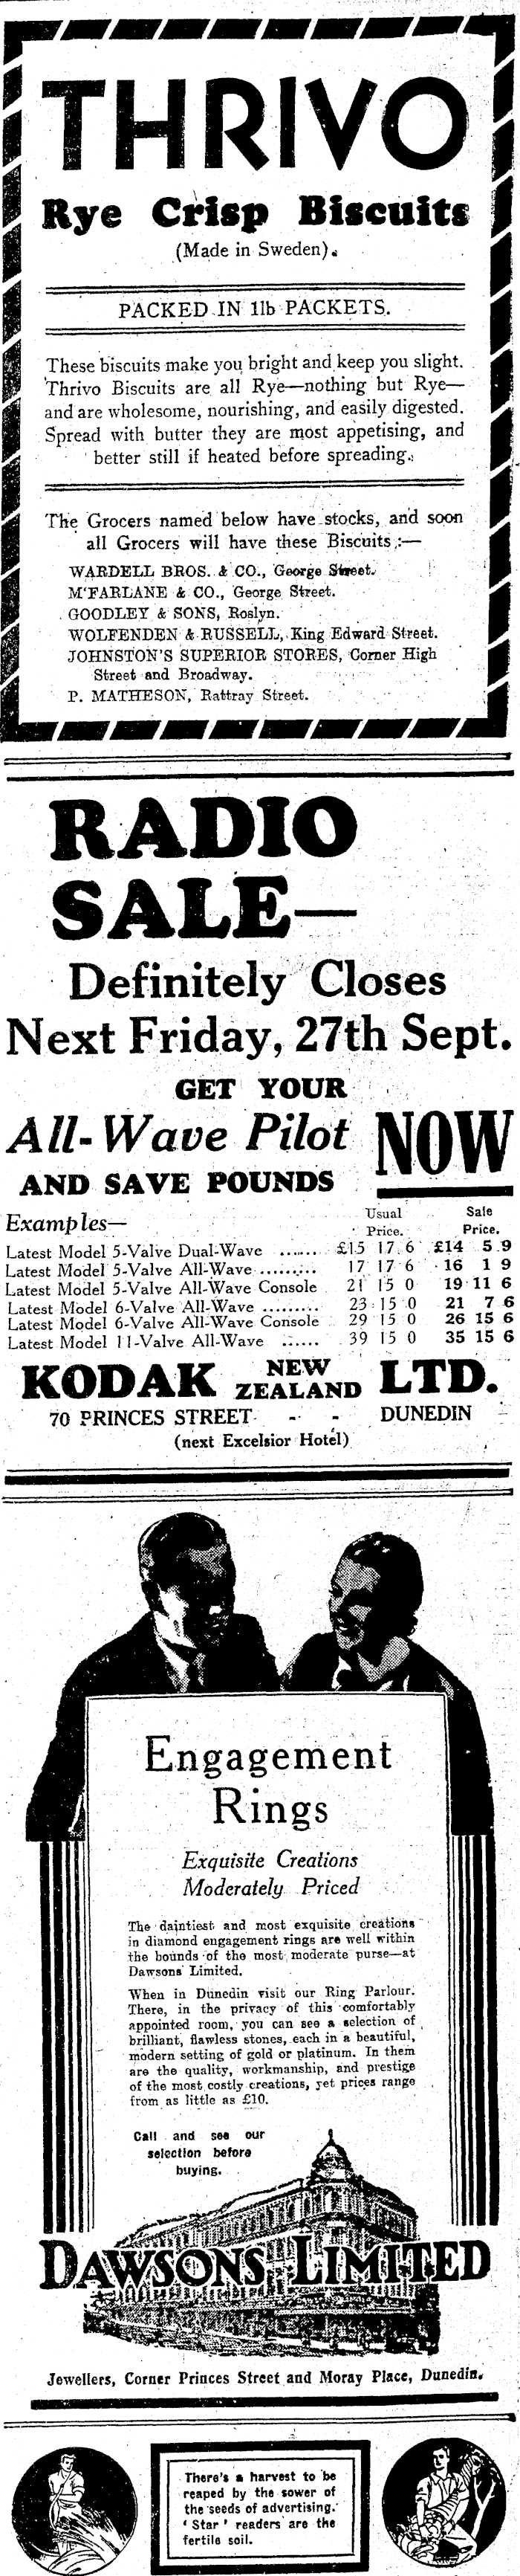 THRIVO
Rye Crisp Biscuits
(Made in Sweden).
PACKED IN 1lb PACKETS.
These biscuits make you bright and keep you slight.
Thrivo Biscuits are all Rye—nothing but Rye—
and are wholesome, nourishing, and easily digested.
Spread with butter they are most appetising, and
better still if heated before spreading.
The Grocers named below have stocks, and soon
all Grocers will have these Biscuits:—
WARDELL BROS. & CO., George Street.
M'FARLANE & CO., George Street.
GOODLEY & SONS, Roslyn.
WOLFENDEN & RUSSELL, King Edward Street.
JOHNSTON'S SUPERIOR STORES, Corner High
Street and Broadway.
P. MATHESON, Rattray Street.
RADIO
SALE—
Definitely Closes
Next Friday, 27th Sept.
GET YOUR
All-Wave Pilot NOW
AND SAVE POUNDS
Examples— Usual Price. Sale Price.
Latest Model 5-Valve Dual-Wave ...... £15 17 6 £14 5 9
Latest Model 5-Valve All-Wave ......... 17 17 6 16 1 9
Latest Model 5-Valve All-Wave Console 21 15 0 19 11 6
Latest Model 6-Valve All-Wave ......... 23 15 0 21 7 6
Latest Model 6-Valve All-Wave Console 29 15 0 26 15 6
Latest Model 11-Valve All-Wave ...... 39 15 0 35 15 6
KODAK NEW ZEALAND LTD.
70 PRINCES STREET - - DUNEDIN
(next Excelsior Hotel)
Engagement
Rings
Exquisite Creations
Moderately Priced
The daintiest and most exquisite creations
in diamond engagement rings are well within
the bounds of the most moderate purse—at
Dawsons Limited.
When in Dunedin visit our Ring Parlour.
There, in the privacy of this comfortably
appointed room, you can see a selection of
brilliant, flawless stones, each in a beautiful,
modern setting of gold or platinum. In them
are the quality, workmanship, and prestige
of the most costly creations, yet prices range
from as little as £10.
Call and see our
selection before
buying.
DAWSONS LIMITED
Jewellers, Corner Princes Street and Moray Place, Dunedin.
There's a harvest to be
reaped by the sower of
the seeds of advertising.
'Star' readers are the
fertile soil.